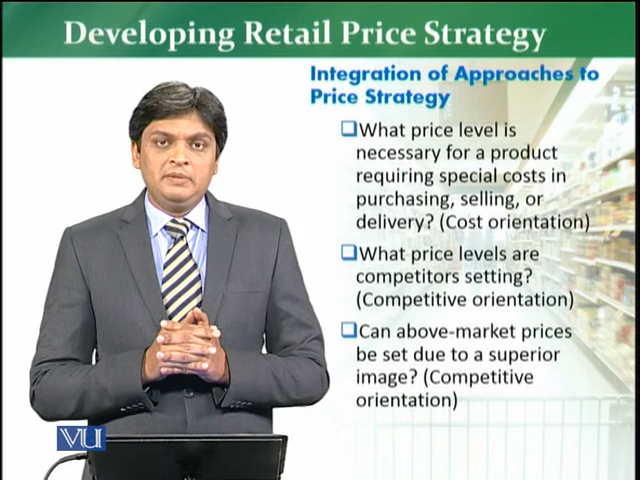 Developing Retail Price Strategy
Integration of Approaches to
Price Strategy
What price level is
necessary for a product
requiring special costs in
purchasing, selling, or
delivery? (Cost orientation)
What price levels are
competitors setting?
(Competitive orientation)
Can above-market prices
be set due to a superior
image? (Competitive
orientation)
VU